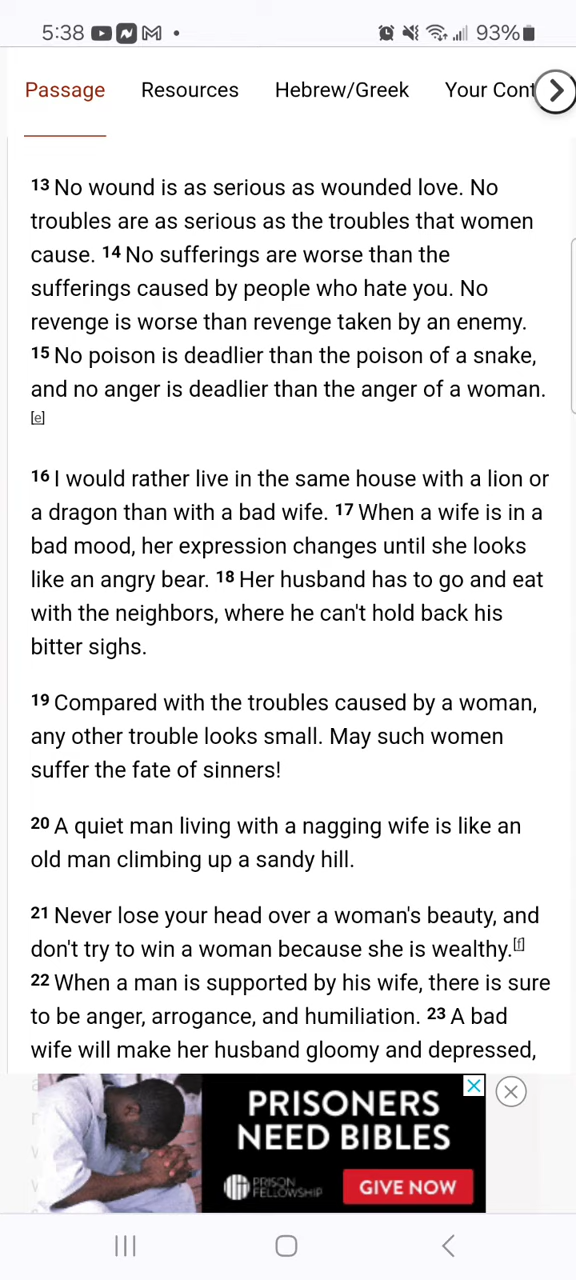 5:38 93%
Passage Resources Hebrew/Greek Your Cont
13 No wound is as serious as wounded love. No
troubles are as serious as the troubles that women
cause. 14 No sufferings are worse than the
sufferings caused by people who hate you. No
revenge is worse than revenge taken by an enemy.
15 No poison is deadlier than the poison of a snake,
and no anger is deadlier than the anger of a woman.
[e]
16 I would rather live in the same house with a lion or
a dragon than with a bad wife. 17 When a wife is in a
bad mood, her expression changes until she looks
like an angry bear. 18 Her husband has to go and eat
with the neighbors, where he can't hold back his
bitter sighs.
19 Compared with the troubles caused by a woman,
any other trouble looks small. May such women
suffer the fate of sinners!
20 A quiet man living with a nagging wife is like an
old man climbing up a sandy hill.
21 Never lose your head over a woman's beauty, and
don't try to win a woman because she is wealthy.[f]
22 When a man is supported by his wife, there is sure
to be anger, arrogance, and humiliation. 23 A bad
wife will make her husband gloomy and depressed,
PRISONERS
NEED BIBLES
PRISON
FELLOWSHIP
GIVE NOW